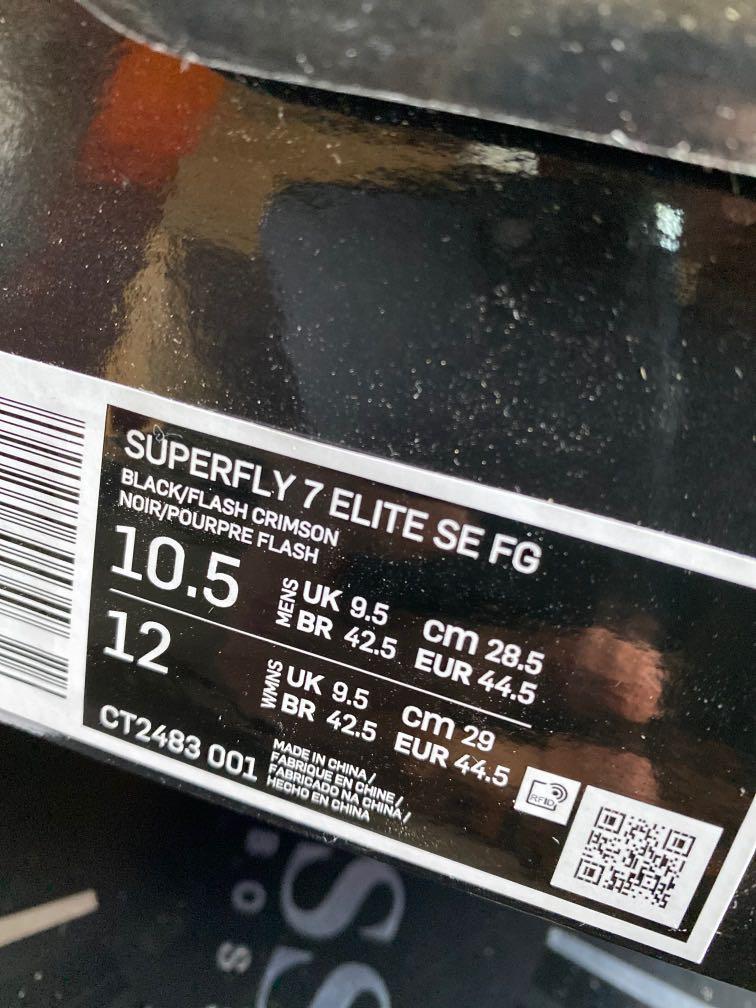 SUPERFLY 7 ELITE SE FG
BLACK/FLASH CRIMSON
NOIR/POURPRE FLASH
10.5
MENS
UK 9.5 cm 28.5
BR 42.5 EUR 44.5
12
WMNS
UK 9.5 cm 29
BR 42.5 EUR 44.5
CT2483 001
MADE IN CHINA/
FABRIQUE EN CHINE/
FABRICADO NA CHINA/
HECHO EN CHINA
RFID